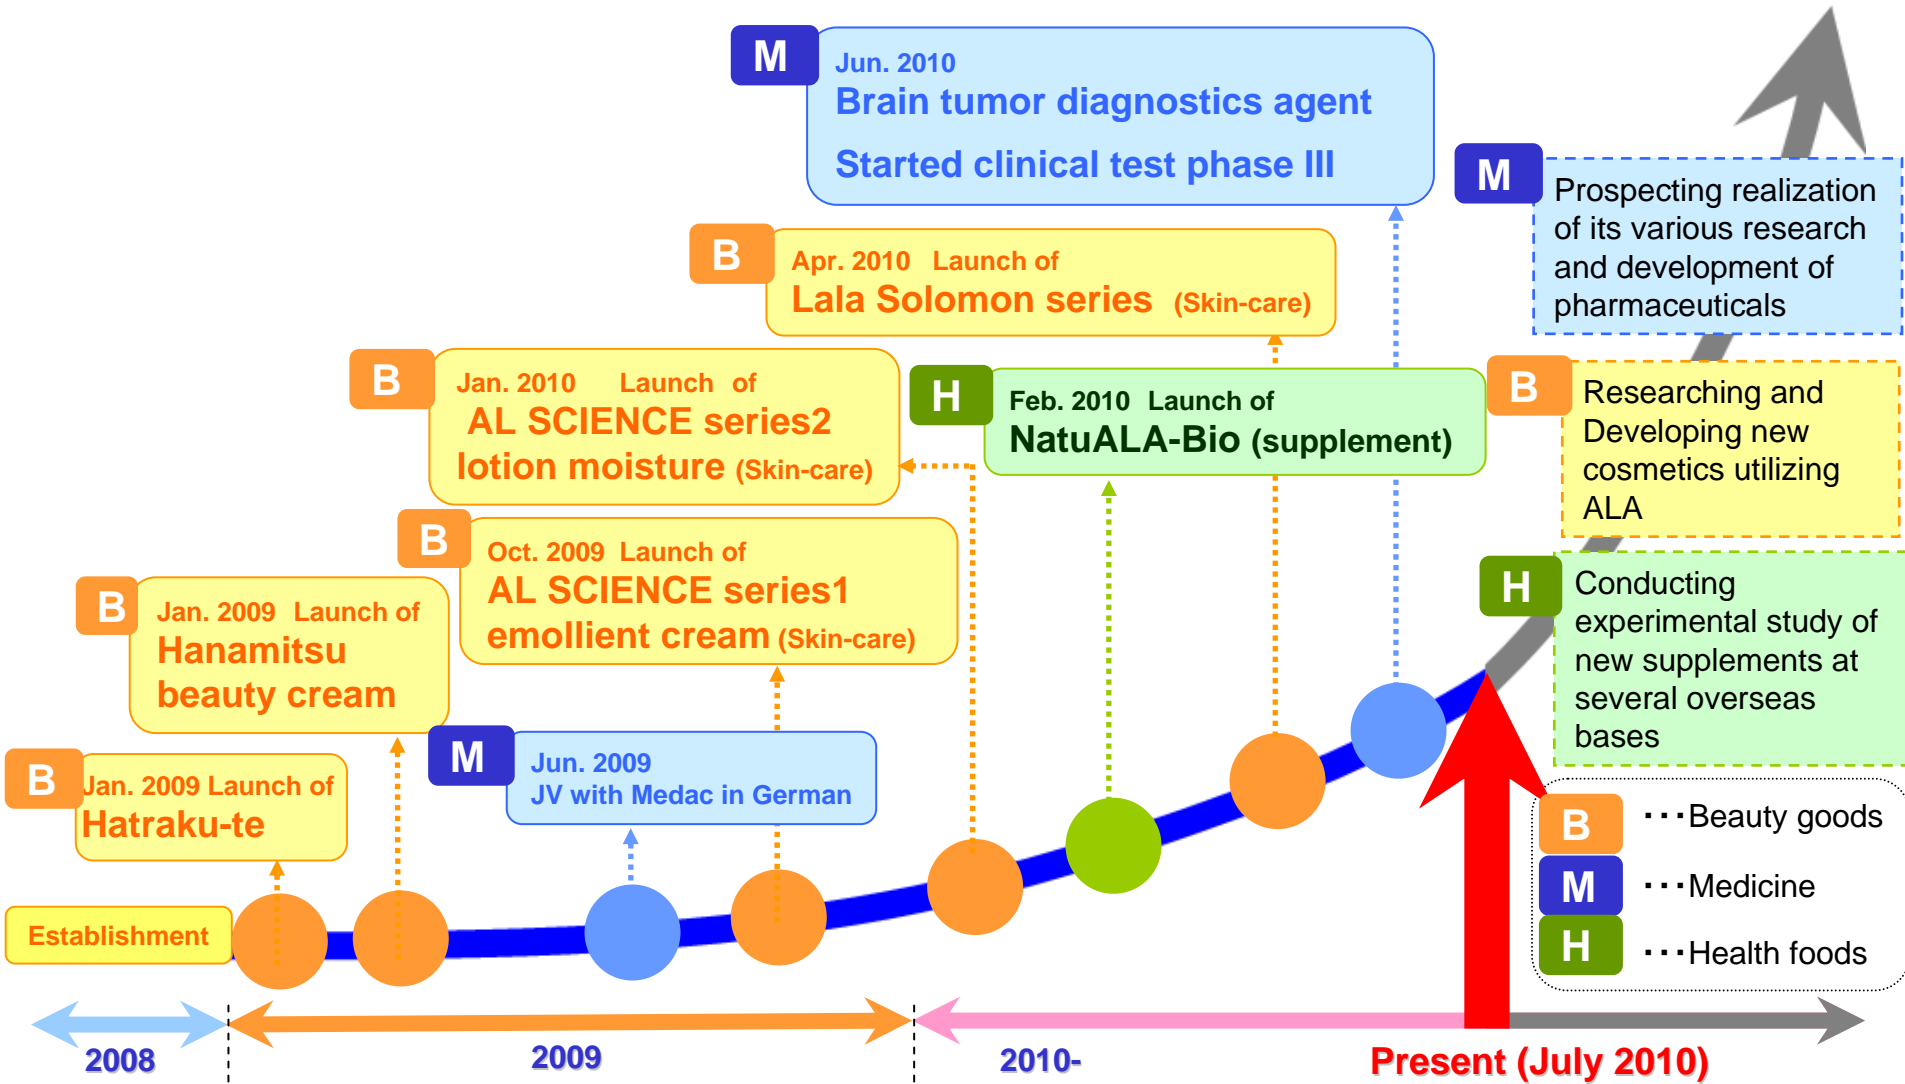 M
Jun. 2010
Brain tumor diagnostics agent
Started clinical test phase III
M
Prospecting realization
of its various research
and development of
pharmaceuticals
B
Apr. 2010 Launch of
Lala Solomon series (Skin-care)
B
Jan. 2010 Launch of
AL SCIENCE series2
lotion moisture (Skin-care)
H
Feb. 2010 Launch of
NatuALA-Bio (supplement)
B
Researching and
Developing new
cosmetics utilizing
ALA
B
Oct. 2009 Launch of
AL SCIENCE series1
emollient cream (Skin-care)
H
Conducting
experimental study of
new supplements at
several overseas
bases
B
Jan. 2009 Launch of
Hanamitsu
beauty cream
M
Jun. 2009
JV with Medac in German
B
Jan. 2009 Launch of
Hatraku-te
Establishment
B ･･･Beauty goods
M ･･･Medicine
H ･･･Health foods
2008
2009
2010-
Present (July 2010)